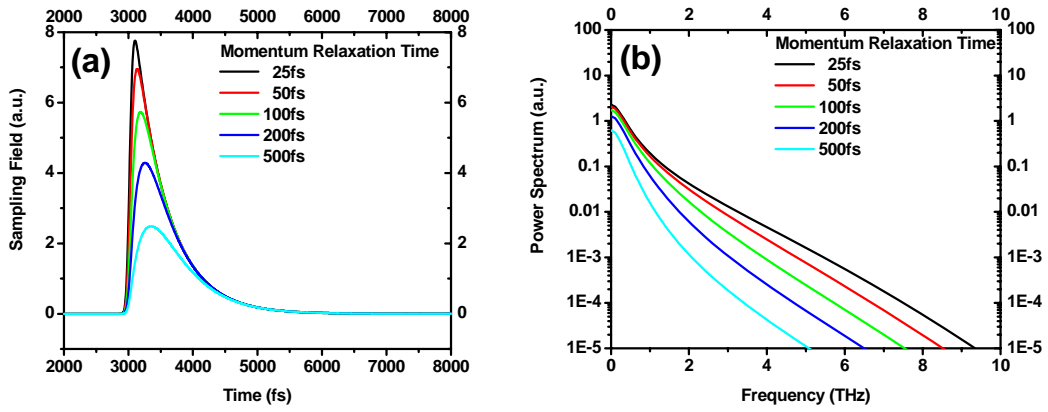 2000 3000 4000 5000 6000 7000 8000
8
6
4
2
0
Sampling Field (a.u.)
(a)
Momentum Relaxation Time
25fs
50fs
100fs
200fs
500fs
8
6
4
2
0
2000 3000 4000 5000 6000 7000 8000
Time (fs)
0 2 4 6 8 10
100
10
1
0.1
0.01
1E-3
1E-4
1E-5
Power Spectrum (a.u.)
(b)
Momentum Relaxation Time
25fs
50fs
100fs
200fs
500fs
100
10
1
0.1
0.01
1E-3
1E-4
1E-5
0 2 4 6 8 10
Frequency (THz)